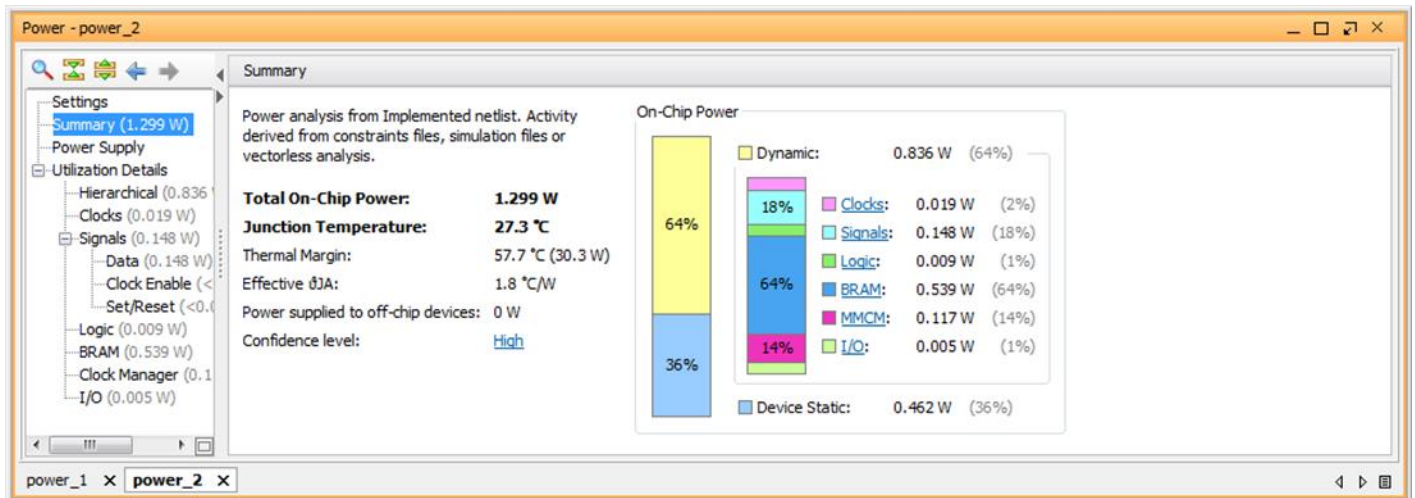 Power - power_2
Settings
Summary (1.299 W)
Power Supply
Utilization Details
Hierarchical (0.836
Clocks (0.019 W)
Signals (0.148 W)
Data (0.148 W)
Clock Enable (<
Set/Reset (<0.0
Logic (0.009 W)
BRAM (0.539 W)
Clock Manager (0.1
I/O (0.005 W)
Summary
Power analysis from Implemented netlist. Activity
derived from constraints files, simulation files or
vectorless analysis.
Total On-Chip Power: 1.299 W
Junction Temperature: 27.3 °C
Thermal Margin: 57.7 °C (30.3 W)
Effective ϑJA: 1.8 °C/W
Power supplied to off-chip devices: 0 W
Confidence level: High
On-Chip Power
64%
36%
Dynamic: 0.836 W (64%)
18%
64%
14%
Clocks: 0.019 W (2%)
Signals: 0.148 W (18%)
Logic: 0.009 W (1%)
BRAM: 0.539 W (64%)
MMCM: 0.117 W (14%)
I/O: 0.005 W (1%)
Device Static: 0.462 W (36%)
power_1 power_2